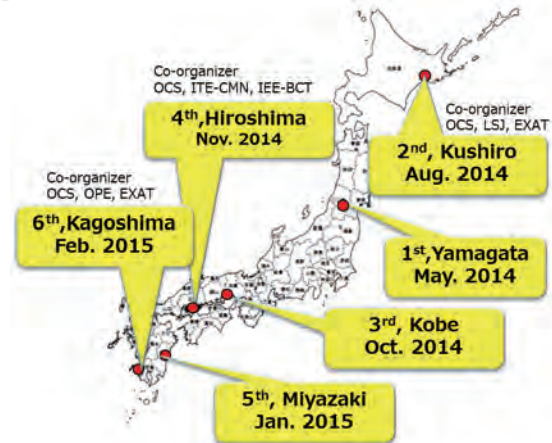 Co-organizer
OCS, ITE-CMN, IEE-BCT
4th,Hiroshima
Nov. 2014
Co-organizer
OCS, LSJ, EXAT
2nd, Kushiro
Aug. 2014
Co-organizer
OCS, OPE, EXAT
6th,Kagoshima
Feb. 2015
1st,Yamagata
May. 2014
3rd, Kobe
Oct. 2014
5th, Miyazaki
Jan. 2015